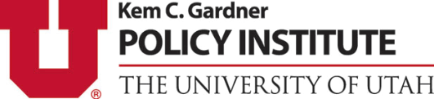 Kem C. Gardner
POLICY INSTITUTE
U®
THE UNIVERSITY OF UTAH